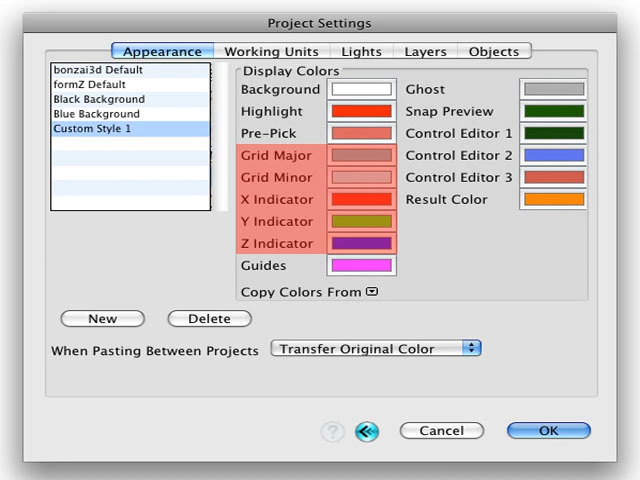 Project Settings
Appearance Working Units Lights Layers Objects
bonzai3d Default
formZ Default
Black Background
Blue Background
Custom Style 1
Display Colors
Background
Highlight
Pre-Pick
Grid Major
Grid Minor
X Indicator
Y Indicator
Z Indicator
Guides
Ghost
Snap Preview
Control Editor 1
Control Editor 2
Control Editor 3
Result Color
Copy Colors From
New Delete
When Pasting Between Projects Transfer Original Color
? Cancel OK